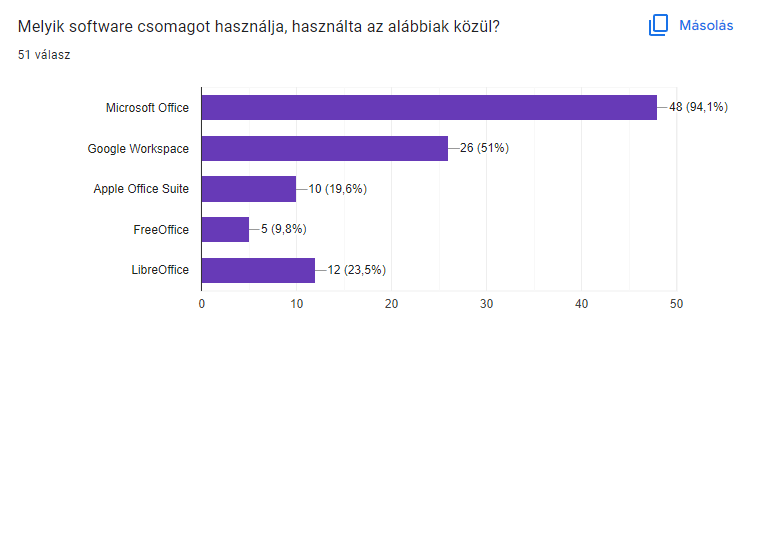 Melyik software csomagot használja, használta az alábbiak közül?
Másolás
51 válasz
Microsoft Office 48 (94,1%)
Google Workspace 26 (51%)
Apple Office Suite 10 (19,6%)
FreeOffice 5 (9,8%)
LibreOffice 12 (23,5%)
0 10 20 30 40 50